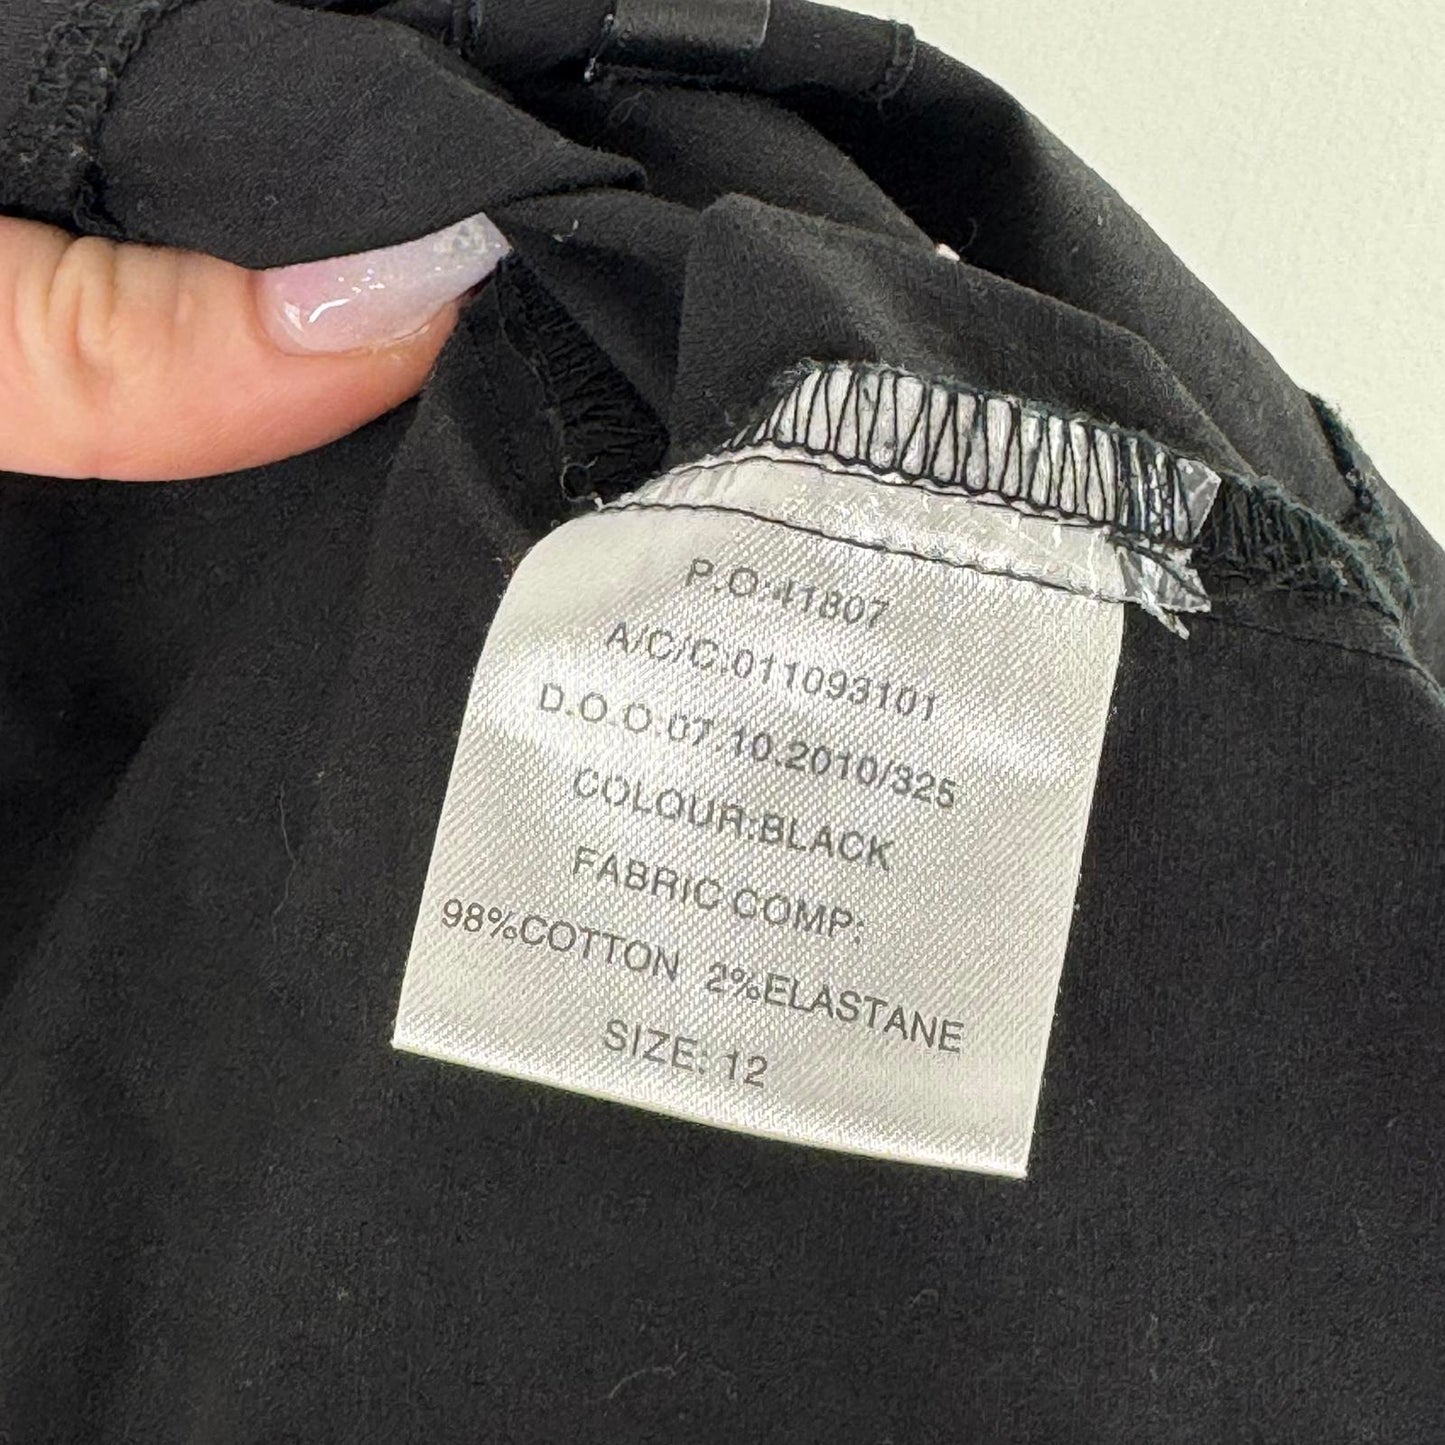 P.O:41807
A/C/C:011093101
D.O.O:07.10.2010/325
COLOUR:BLACK
FABRIC COMP:
98%COTTON 2%ELASTANE
SIZE: 12